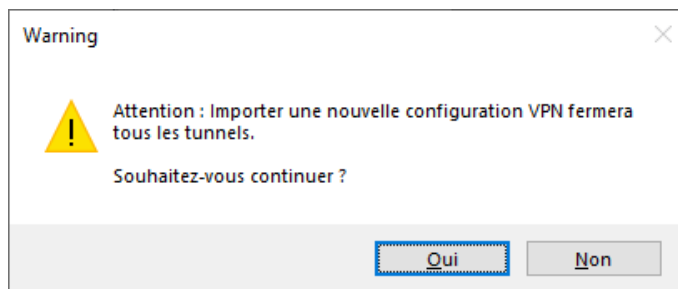 Warning
Attention : Importer une nouvelle configuration VPN fermera
tous les tunnels.
Souhaitez-vous continuer ?
Oui
Non